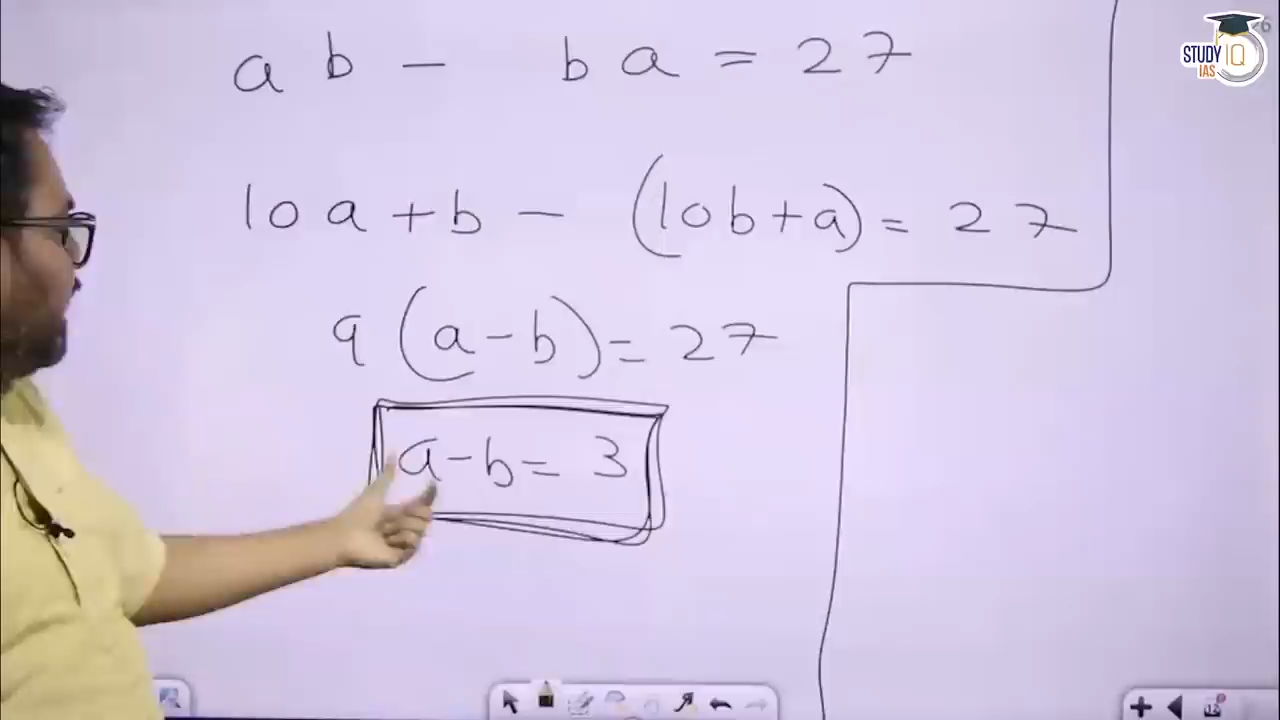 ab - ba = 27
10a+b - (10b+a) = 27
9(a-b) = 27
a-b = 3
STUDY IQ
IAS